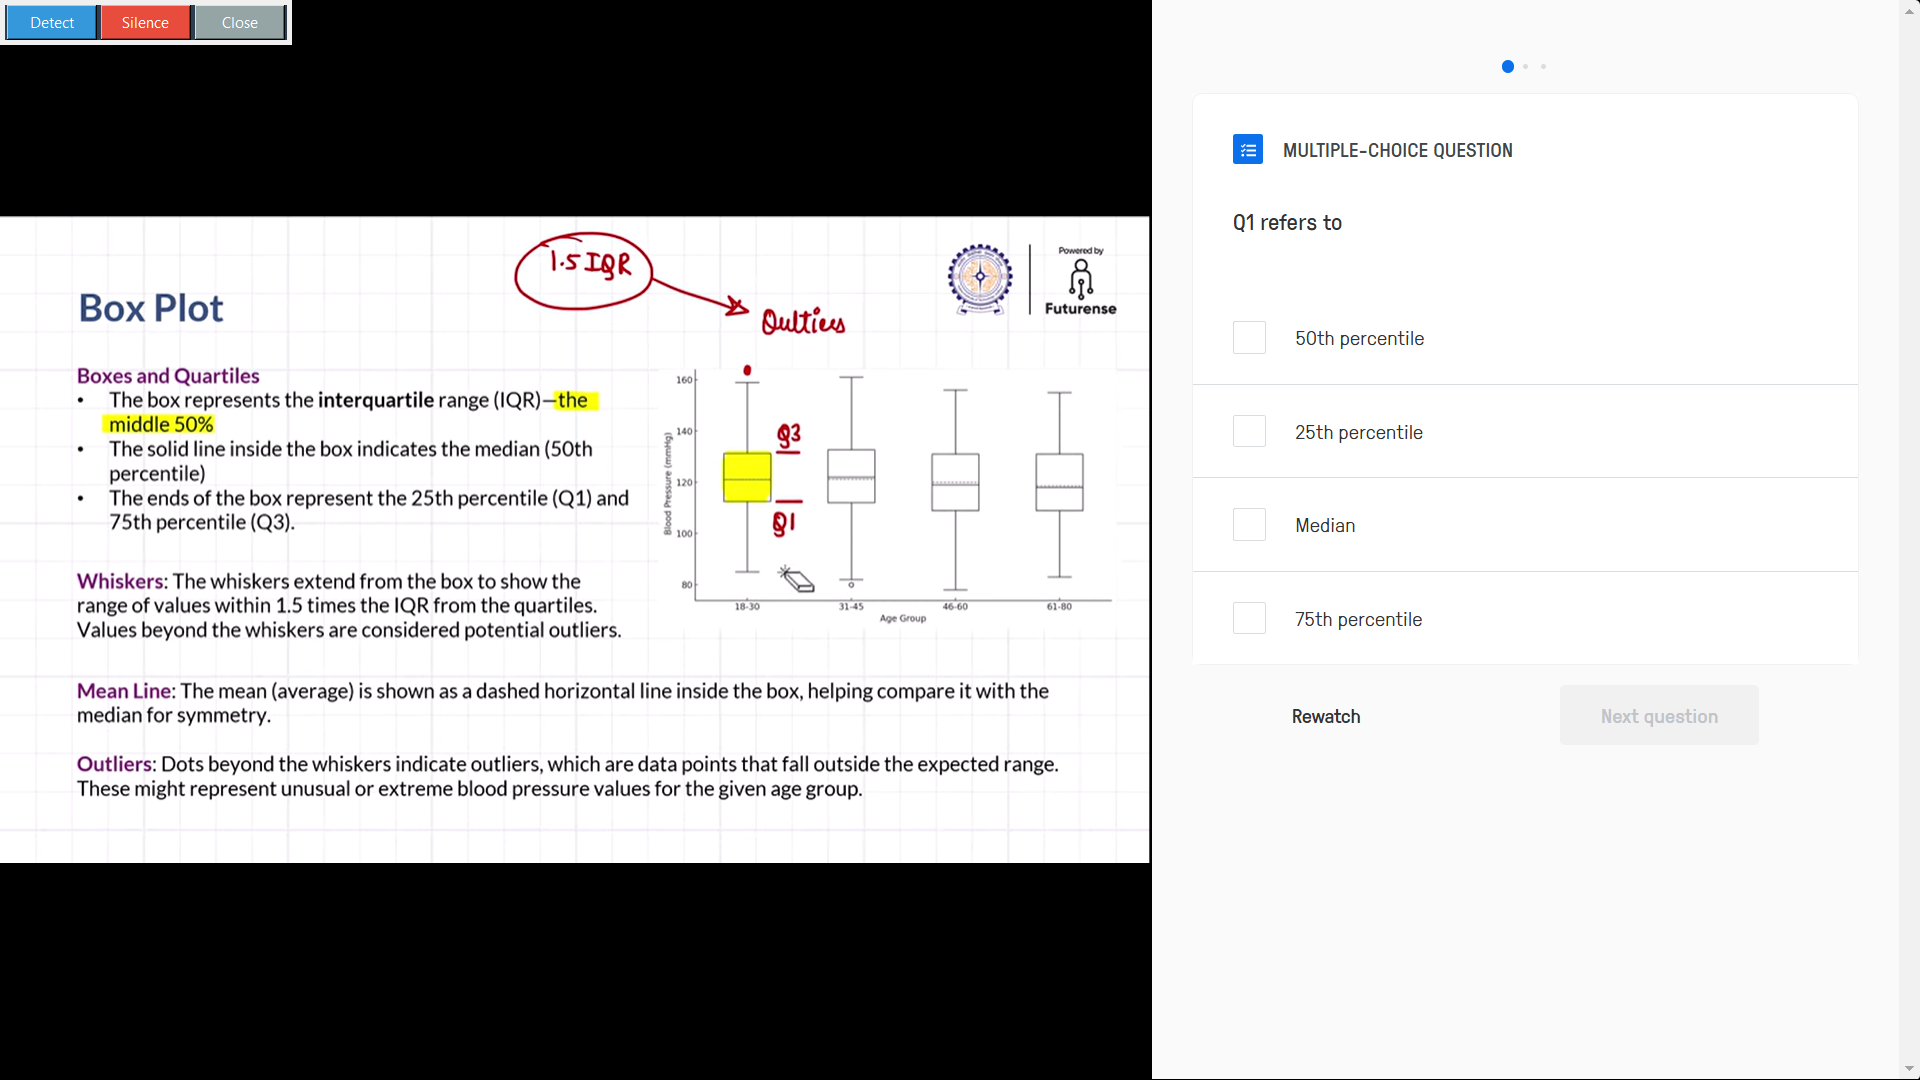 Detect
Silence
Close
1.5 IQR
Powered by
Futurense
Box Plot
Boxes and Quartiles
• The box represents the interquartile range (IQR)—the
middle 50%
• The solid line inside the box indicates the median (50th
percentile)
• The ends of the box represent the 25th percentile (Q1) and
75th percentile (Q3).
Whiskers: The whiskers extend from the box to show the
range of values within 1.5 times the IQR from the quartiles.
Values beyond the whiskers are considered potential outliers.
160
140
120
100
80
Blood Pressure (mmHg)
Q3
Q1
18-30
31-45
46-60
61-80
Age Group
Mean Line: The mean (average) is shown as a dashed horizontal line inside the box, helping compare it with the
median for symmetry.
Outliers: Dots beyond the whiskers indicate outliers, which are data points that fall outside the expected range.
These might represent unusual or extreme blood pressure values for the given age group.
MULTIPLE-CHOICE QUESTION
Q1 refers to
50th percentile
25th percentile
Median
75th percentile
Rewatch
Next question